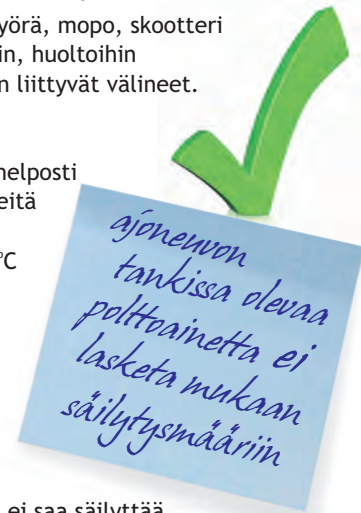 yörä, mopo, skootteri
in, huoltoihin
n liittyvät välineet.
helposti
eitä
°C
ajoneuvon
tankissa olevaa
polttoainetta ei
lasketa mukaan
säilytysmääriin
ei saa säilyttää